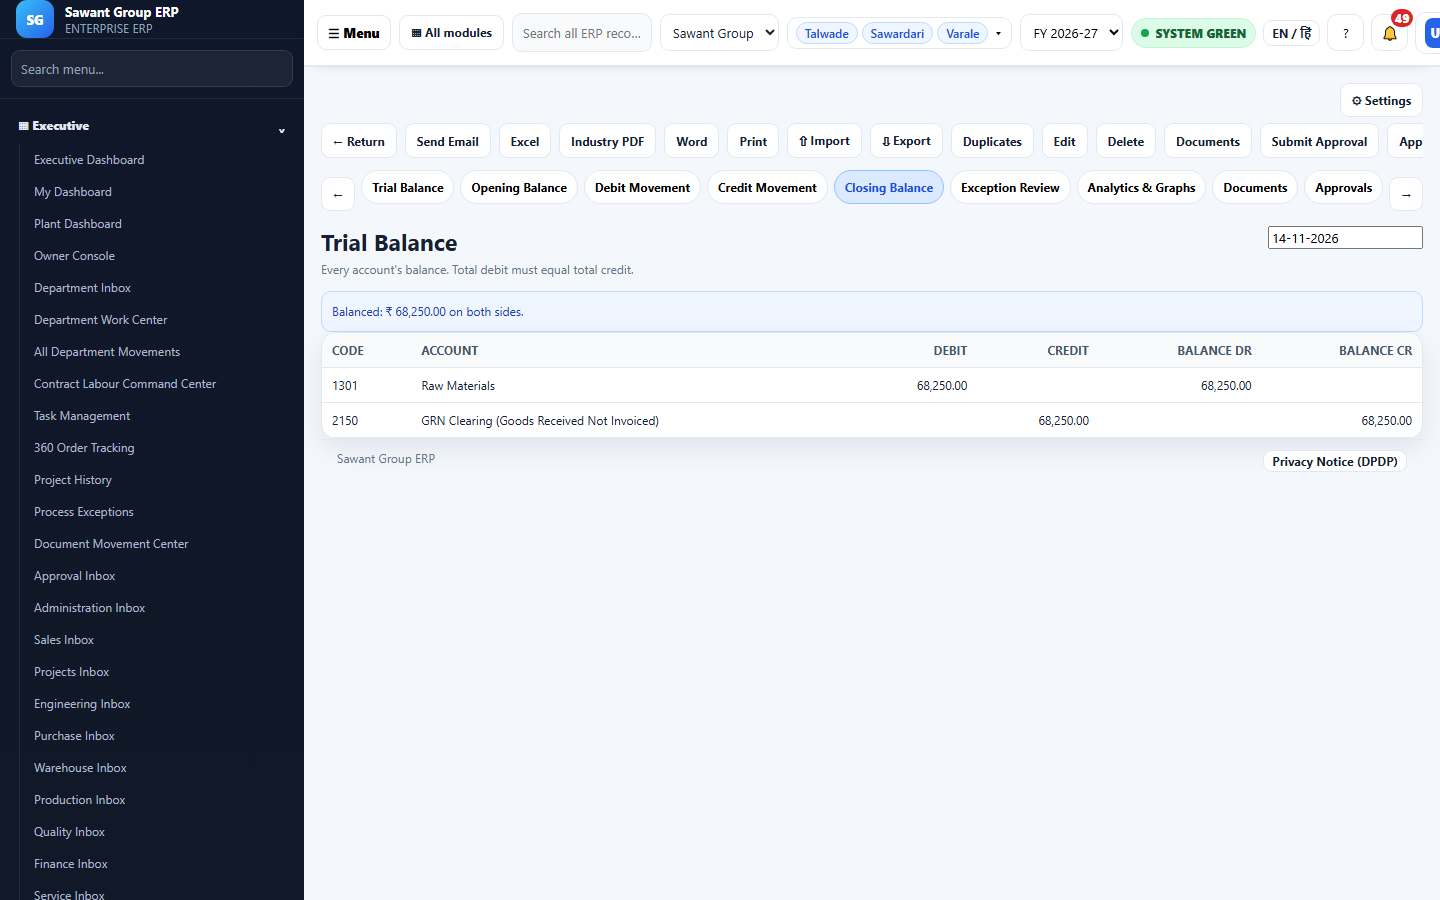 SG
Sawant Group ERP
ENTERPRISE ERP
Search menu...
Executive
Executive Dashboard
My Dashboard
Plant Dashboard
Owner Console
Department Inbox
Department Work Center
All Department Movements
Contract Labour Command Center
Task Management
360 Order Tracking
Project History
Process Exceptions
Document Movement Center
Approval Inbox
Administration Inbox
Sales Inbox
Projects Inbox
Engineering Inbox
Purchase Inbox
Warehouse Inbox
Production Inbox
Quality Inbox
Finance Inbox
Service Inbox
☰ Menu All modules Search all ERP reco... Sawant Group Talwade Sawardari Varale FY 2026-27 SYSTEM GREEN EN / हिं ? 49 U
⚙ Settings
← Return Send Email Excel Industry PDF Word Print ⇧ Import ⇩ Export Duplicates Edit Delete Documents Submit Approval App
← Trial Balance Opening Balance Debit Movement Credit Movement Closing Balance Exception Review Analytics & Graphs Documents Approvals →
Trial Balance 14-11-2026
Every account's balance. Total debit must equal total credit.
Balanced: ₹ 68,250.00 on both sides.
CODE ACCOUNT DEBIT CREDIT BALANCE DR BALANCE CR
1301 Raw Materials 68,250.00 68,250.00
2150 GRN Clearing (Goods Received Not Invoiced) 68,250.00 68,250.00
Sawant Group ERP Privacy Notice (DPDP)